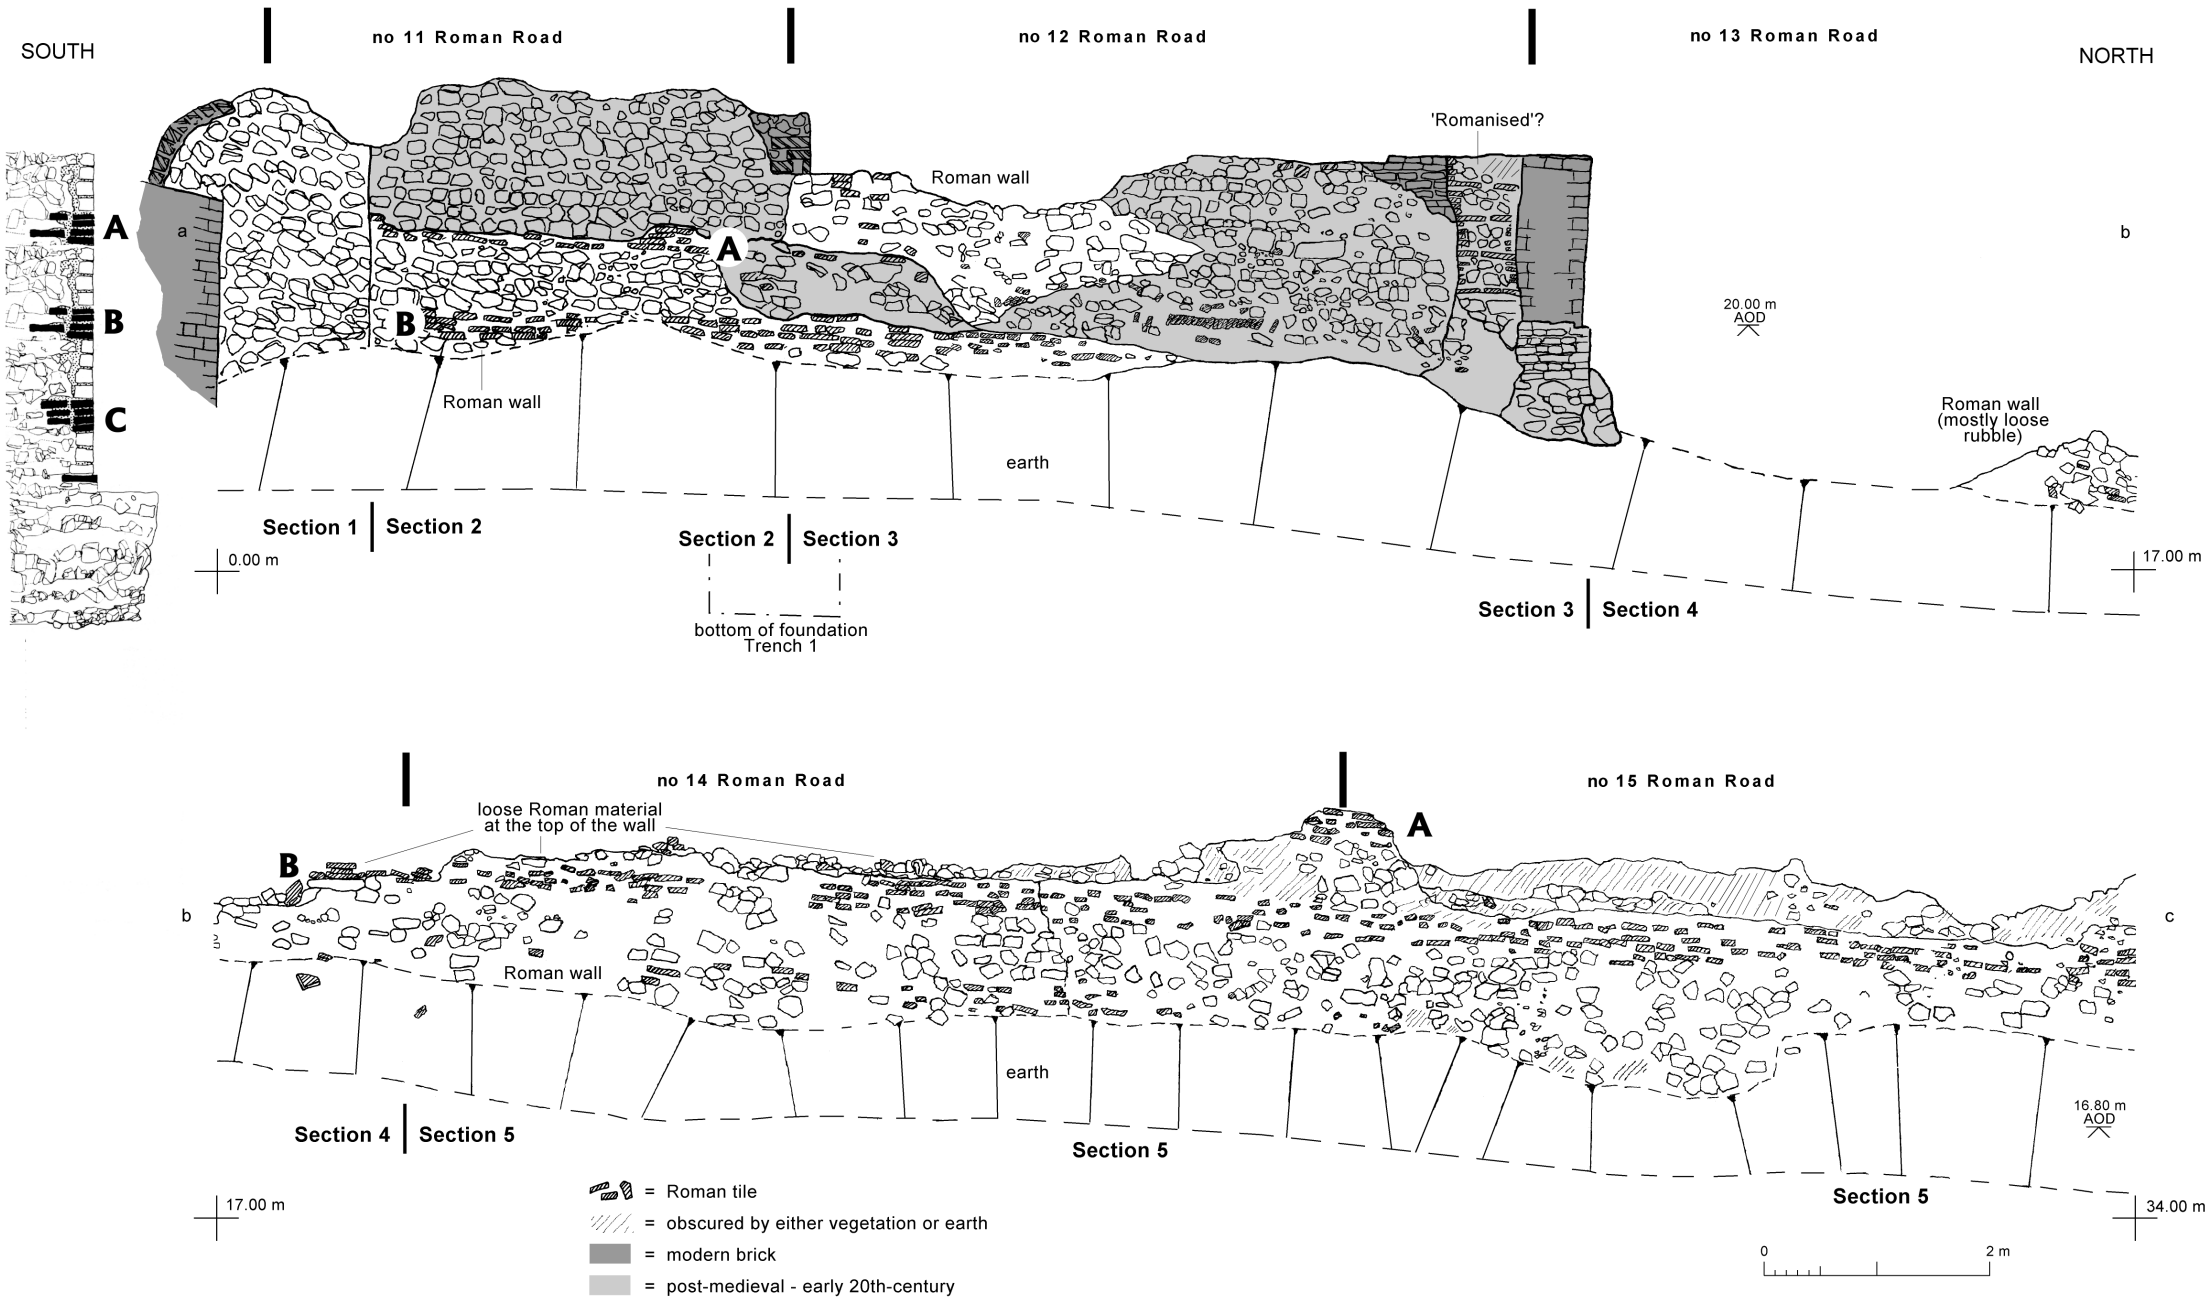 no 11 Roman Road
no 12 Roman Road
no 13 Roman Road
SOUTH
NORTH
'Romanised'?
Roman wall
A
a
A
b
B
B
20.00 m
AOD
C
Roman wall
Roman wall
(mostly loose
rubble)
earth
Section 1
Section 2
Section 2
Section 3
0.00 m
17.00 m
Section 3
Section 4
bottom of foundation
Trench 1
no 14 Roman Road
no 15 Roman Road
loose Roman material
at the top of the wall
A
B
b
c
Roman wall
earth
16.80 m
AOD
Section 4
Section 5
Section 5
Section 5
= Roman tile
17.00 m
34.00 m
= obscured by either vegetation or earth
= modern brick
0
2 m
= post-medieval - early 20th-century